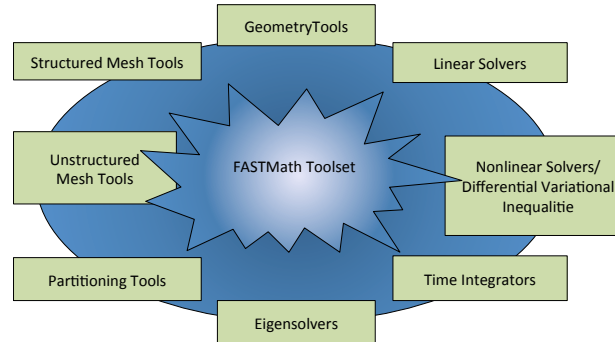 GeometryTools
Structured Mesh Tools
Linear Solvers
Unstructured
Mesh Tools
FASTMath Toolset
Nonlinear Solvers/
Differential Variational
Inequalitie
Partitioning Tools
Time Integrators
Eigensolvers